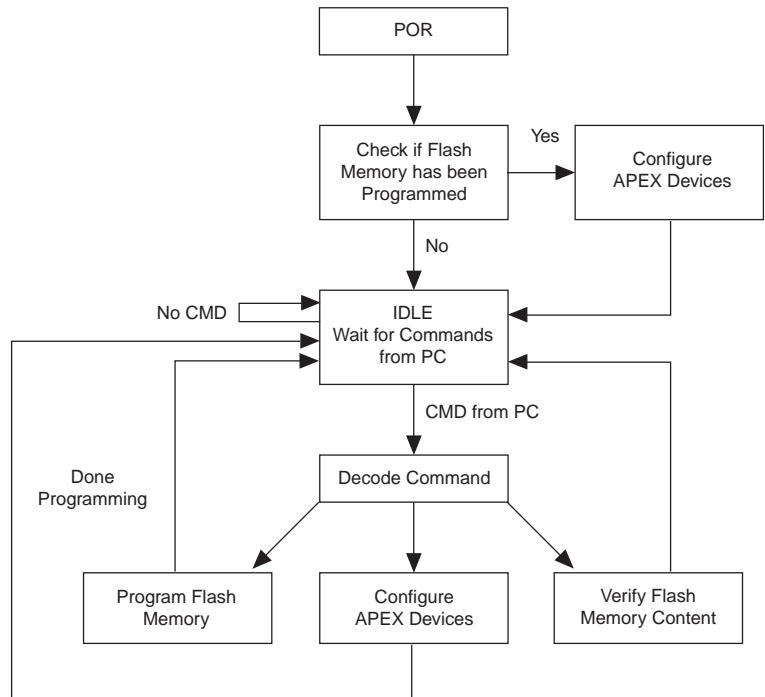 POR
Check if Flash
Memory has been
Programmed
Yes
Configure
APEX Devices
No
No CMD
IDLE
Wait for Commands
from PC
CMD from PC
Done
Programming
Decode Command
Program Flash
Memory
Configure
APEX Devices
Verify Flash
Memory Content